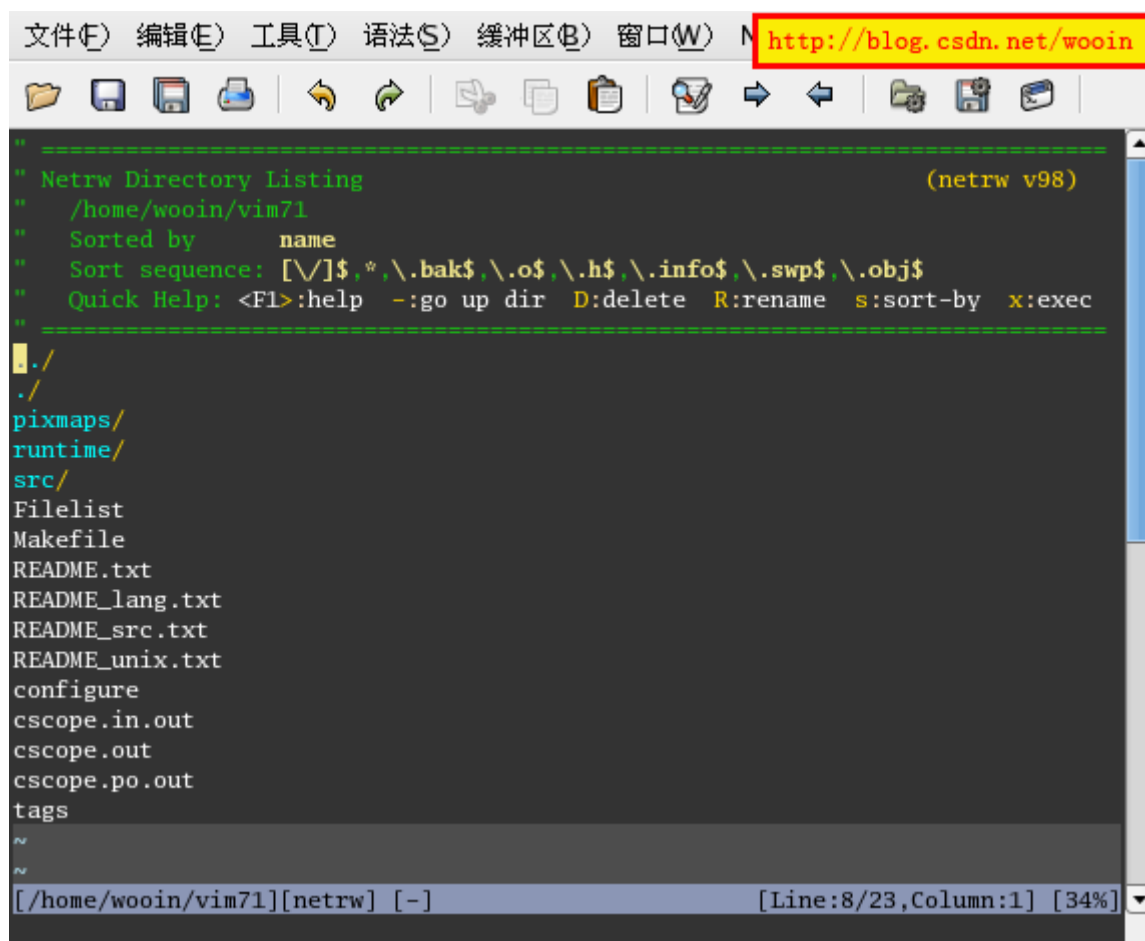 文件(F) 编辑(E) 工具(T) 语法(S) 缓冲区(B) 窗口(W) N http://blog.csdn.net/wooin
" ============================================================================
" Netrw Directory Listing                                        (netrw v98)
"   /home/wooin/vim71
"   Sorted by      name
"   Sort sequence: [\/]$,*,\.bak$,\.o$,\.h$,\.info$,\.swp$,\.obj$
"   Quick Help: <F1>:help  -:go up dir  D:delete  R:rename  s:sort-by  x:exec
" ============================================================================
../
./
pixmaps/
runtime/
src/
Filelist
Makefile
README.txt
README_lang.txt
README_src.txt
README_unix.txt
configure
cscope.in.out
cscope.out
cscope.po.out
tags
~
~
[/home/wooin/vim71][netrw] [-] [Line:8/23,Column:1] [34%]